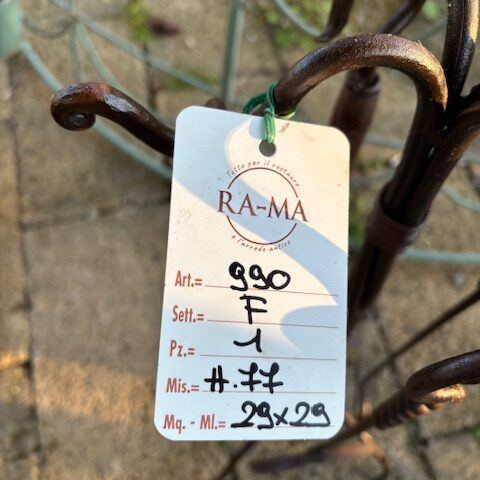 Tutto per il restauro
RA-MA
e l'arredo antico
Art.= 990
Sett.= F
Pz.= 1
Mis.= H.77
Mq. - Ml.= 29x29